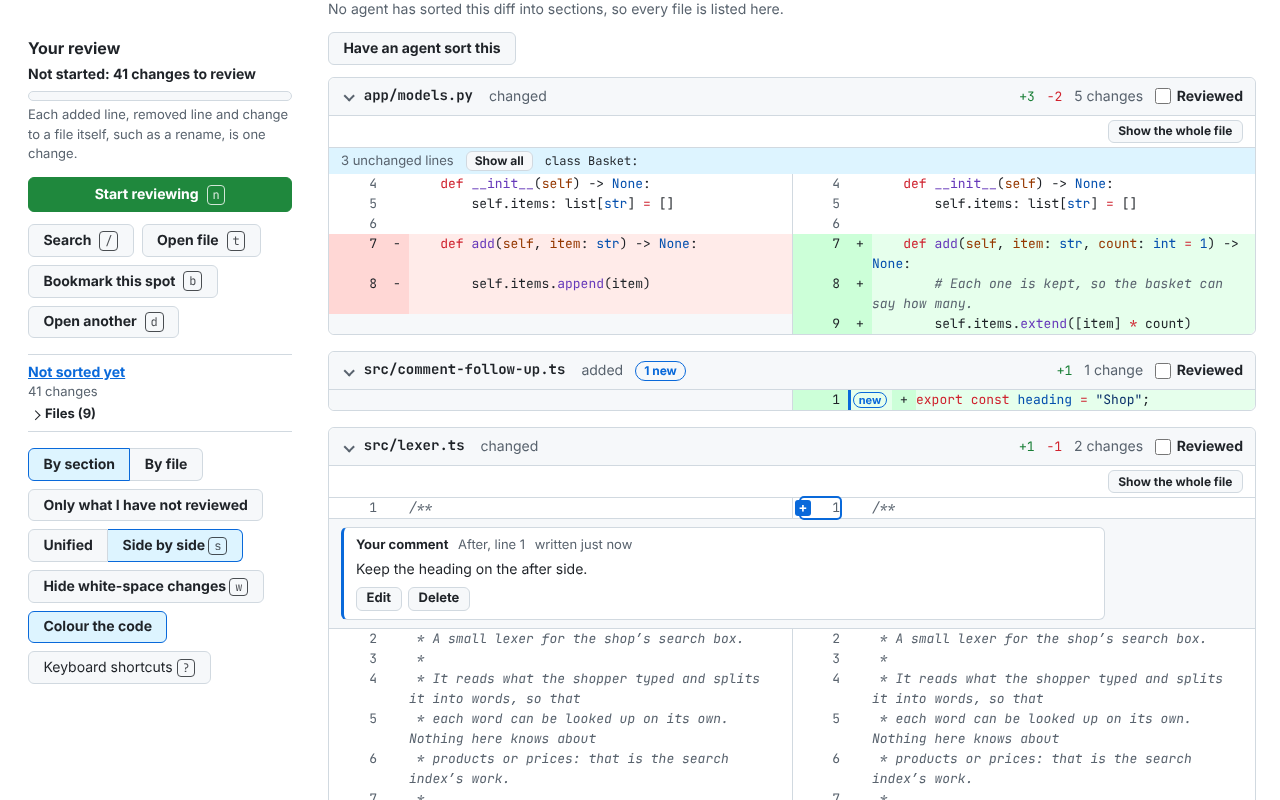 No agent has sorted this diff into sections, so every file is listed here.
Have an agent sort this
Your review
Not started: 41 changes to review
Each added line, removed line and change
to a file itself, such as a rename, is one
change.
Start reviewing n
Search / Open file t
Bookmark this spot b
Open another d
Not sorted yet
41 changes
Files (9)
By section By file
Only what I have not reviewed
Unified Side by side s
Hide white-space changes w
Colour the code
Keyboard shortcuts ?
app/models.py changed +3 -2 5 changes Reviewed
Show the whole file
3 unchanged lines Show all class Basket:
4 def __init__(self) -> None: 4 def __init__(self) -> None:
5 self.items: list[str] = [] 5 self.items: list[str] = []
6 6
7 - def add(self, item: str) -> None: 7 + def add(self, item: str, count: int = 1) ->
None:
8 - self.items.append(item) 8 + # Each one is kept, so the basket can
say how many.
9 + self.items.extend([item] * count)
src/comment-follow-up.ts added 1 new +1 1 change Reviewed
1 new + export const heading = "Shop";
src/lexer.ts changed +1 -1 2 changes Reviewed
Show the whole file
1 /** + 1 /**
Your comment After, line 1 written just now
Keep the heading on the after side.
Edit Delete
2 * A small lexer for the shop’s search box. 2 * A small lexer for the shop’s search box.
3 * 3 *
4 * It reads what the shopper typed and splits 4 * It reads what the shopper typed and splits
it into words, so that it into words, so that
5 * each word can be looked up on its own. 5 * each word can be looked up on its own.
Nothing here knows about Nothing here knows about
6 * products or prices: that is the search 6 * products or prices: that is the search
index’s work. index’s work.
7 * 7 *